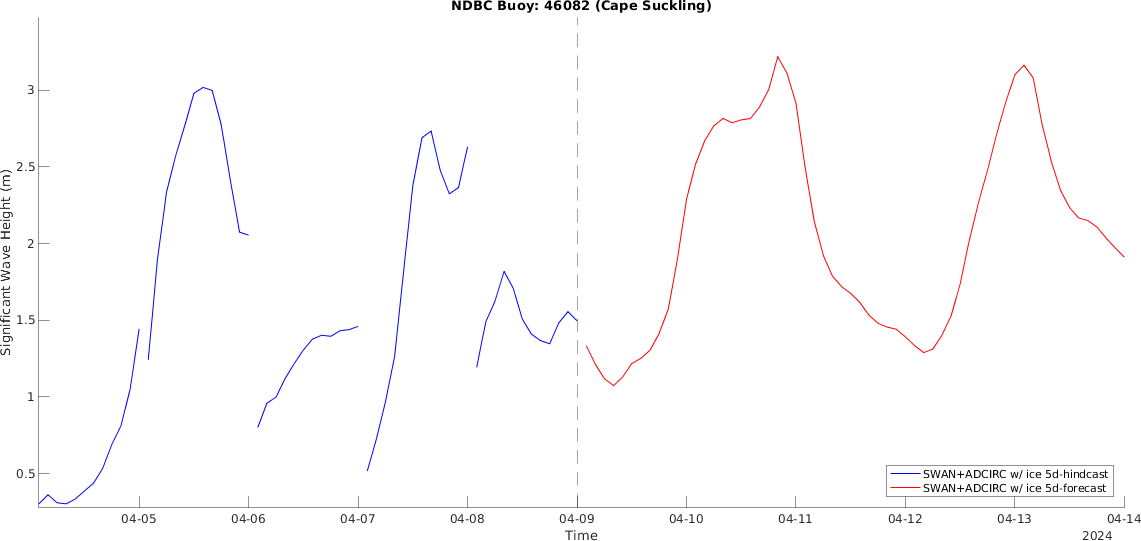 NDBC Buoy: 46082 (Cape Suckling)
Significant Wave Height (m)
3
2.5
2
1.5
1
0.5
SWAN+ADCIRC w/ ice 5d-hindcast
SWAN+ADCIRC w/ ice 5d-forecast
04-05 04-06 04-07 04-08 04-09 04-10 04-11 04-12 04-13 04-14
Time
2024